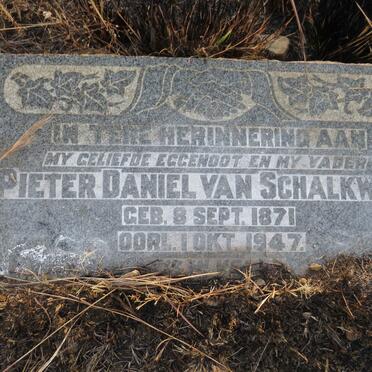 IN TERE HERINNERING AAN
MY GELIEFDE EGGENOOT EN MY VADER
PIETER DANIEL VAN SCHALKW
GEB. 8 SEPT. 1871
OORL. 1 OKT. 1947.